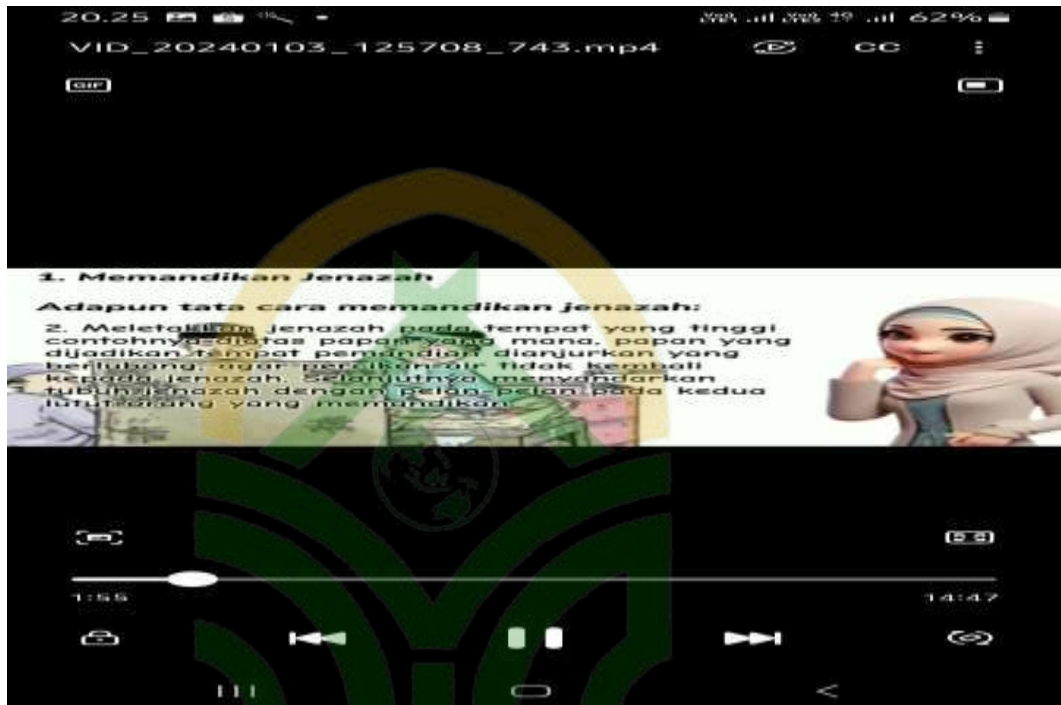 20.25 62%
VID_20240103_125708_743.mp4 CC
GIF
1. Memandikan Jenazah
Adapun tata cara memandikan jenazah:
2. Meletakkan jenazah pada tempat yang tinggi
contohnya diatas papan yang mana, papan yang
dijadikan tempat pemandian dianjurkan yang
berlubang, agar percikan air tidak kembali
kepada jenazah. Selanjutnya menyandarkan
tubuh jenazah dengan pelan-pelan pada kedua
lutut orang yang memandikan
1:55 14:47